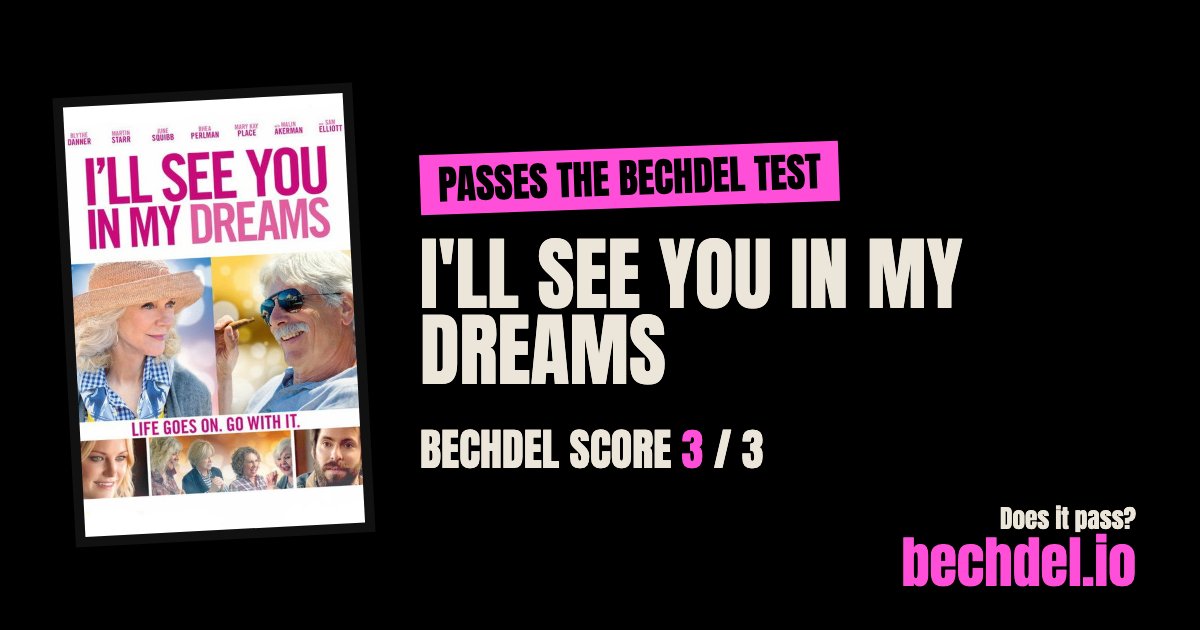 BLYTHE DANNER MARTIN STARR JUNE SQUIBB RHEA PERLMAN MARY KAY PLACE WITH MALIN AKERMAN AND SAM ELLIOTT
I'LL SEE YOU
IN MY DREAMS
LIFE GOES ON. GO WITH IT.
PASSES THE BECHDEL TEST
I'LL SEE YOU IN MY
DREAMS
BECHDEL SCORE 3 / 3
Does it pass?
bechdel.io